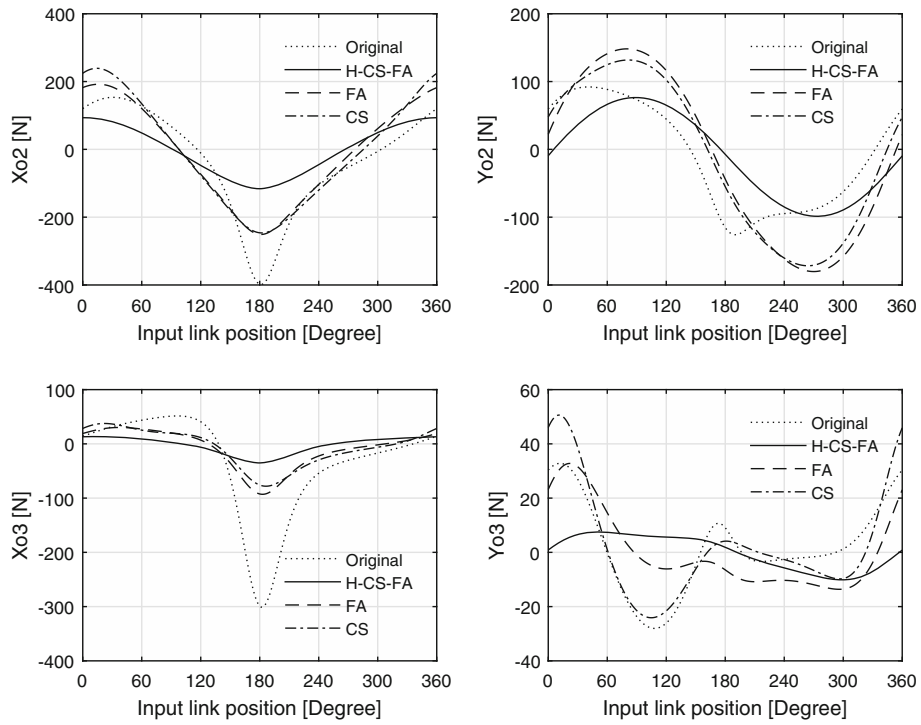 400
200
0
-200
-400
Xo2 [N]
Original
H-CS-FA
FA
CS
0 60 120 180 240 300 360
Input link position [Degree]
200
100
0
-100
-200
Yo2 [N]
Original
H-CS-FA
FA
CS
0 60 120 180 240 300 360
Input link position [Degree]
100
0
-100
-200
-300
-400
Xo3 [N]
Original
H-CS-FA
FA
CS
0 60 120 180 240 300 360
Input link position [Degree]
60
40
20
0
-20
-40
Yo3 [N]
Original
H-CS-FA
FA
CS
0 60 120 180 240 300 360
Input link position [Degree]